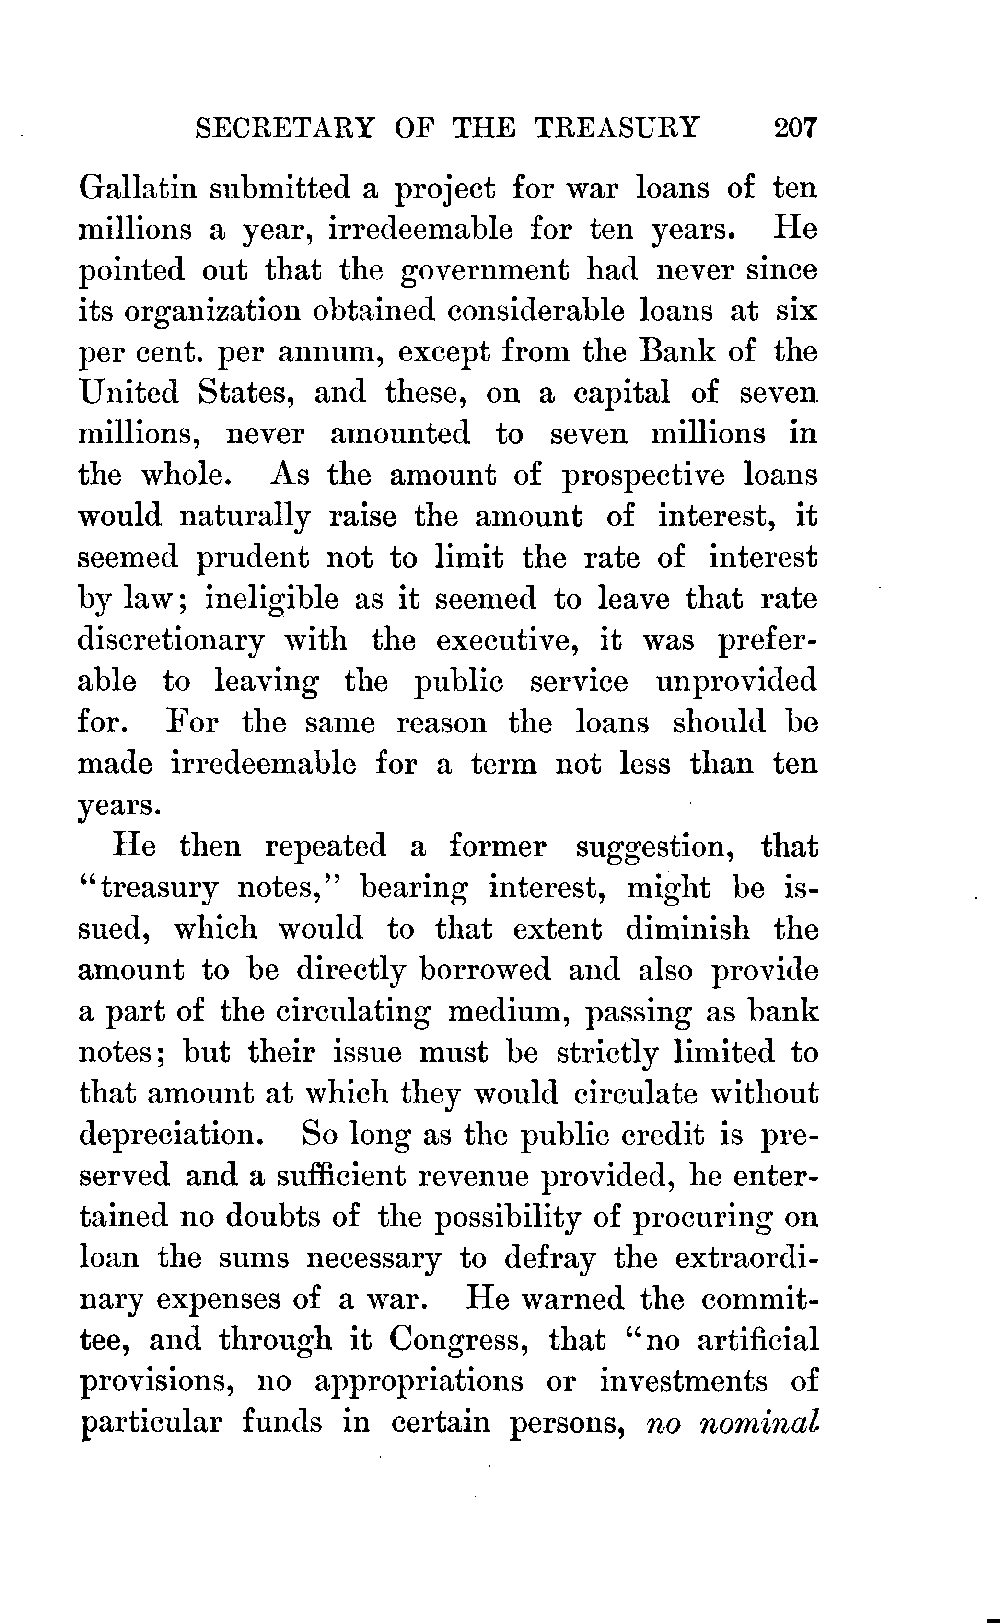 SECRETARY OF THE TREASURY 207
Gallatin submitted a project for war loans of ten
millions a year, irredeemable for ten years. He
pointed out that the government had never since
its organization obtained considerable loans at six
per cent. per annum, except from the Bank of the
United States, and these, on a capital of seven
millions, never amounted to seven millions in
the whole. As the amount of prospective loans
would naturally raise the amount of interest, it
seemed prudent not to limit the rate of interest
by law; ineligible as it seemed to leave that rate
discretionary with the executive, it was prefer-
able to leaving the public service unprovided
for. For the same reason the loans should be
made irredeemable for a term not less than ten
years.
He then repeated a former suggestion, that
“treasury notes,” bearing interest, might be is-
sued, which would to that extent diminish the
amount to be directly borrowed and also provide
a part of the circulating medium, passing as bank
notes; but their issue must be strictly limited to
that amount at which they would circulate without
depreciation. So long as the public credit is pre-
served and a sufficient revenue provided, he enter-
tained no doubts of the possibility of procuring on
loan the sums necessary to defray the extraordi-
nary expenses of a war. He warned the commit-
tee, and through it Congress, that “no artificial
provisions, no appropriations or investments of
particular funds in certain persons, no nominal